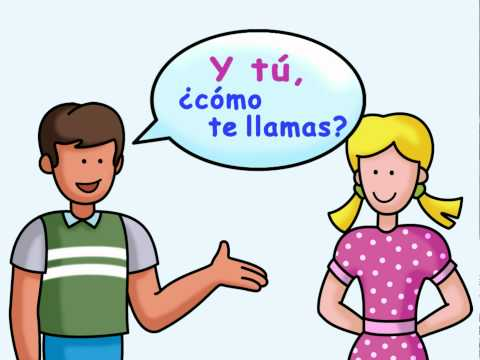 Y tú,
¿cómo
te llamas?